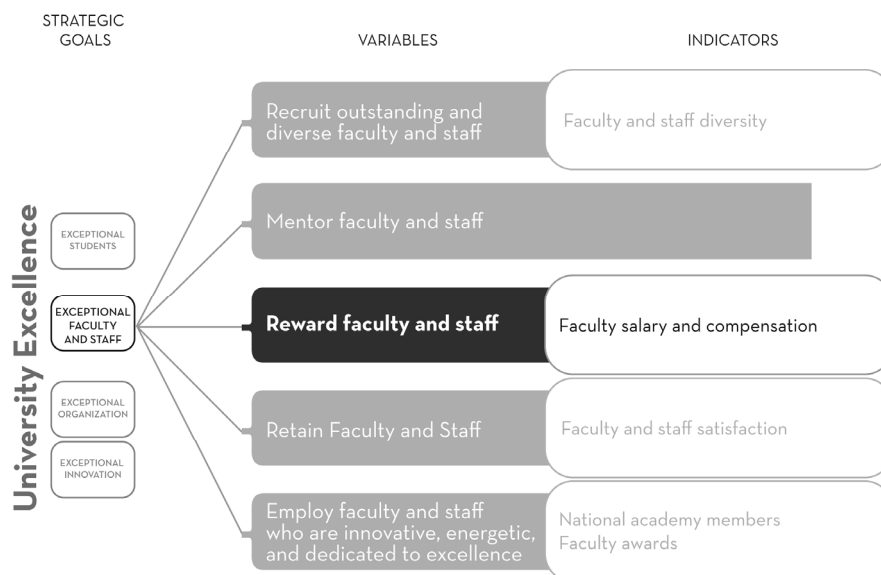 STRATEGIC
GOALS
VARIABLES
INDICATORS
University Excellence
EXCEPTIONAL
STUDENTS
EXCEPTIONAL
FACULTY
AND STAFF
EXCEPTIONAL
ORGANIZATION
EXCEPTIONAL
INNOVATION
Recruit outstanding and
diverse faculty and staff
Faculty and staff diversity
Mentor faculty and staff
Reward faculty and staff
Faculty salary and compensation
Retain Faculty and Staff
Faculty and staff satisfaction
Employ faculty and staff
who are innovative, energetic,
and dedicated to excellence
National academy members
Faculty awards